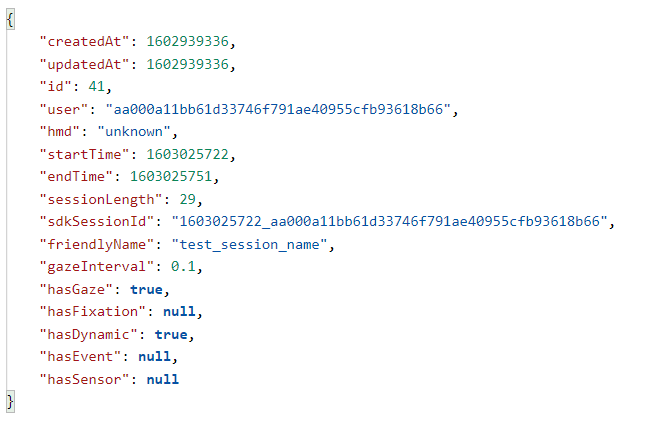 {
"createdAt": 1602939336,
"updatedAt": 1602939336,
"id": 41,
"user": "aa000a11bb61d33746f791ae40955cfb93618b66",
"hmd": "unknown",
"startTime": 1603025722,
"endTime": 1603025751,
"sessionLength": 29,
"sdkSessionId": "1603025722_aa000a11bb61d33746f791ae40955cfb93618b66",
"friendlyName": "test_session_name",
"gazeInterval": 0.1,
"hasGaze": true,
"hasFixation": null,
"hasDynamic": true,
"hasEvent": null,
"hasSensor": null
}